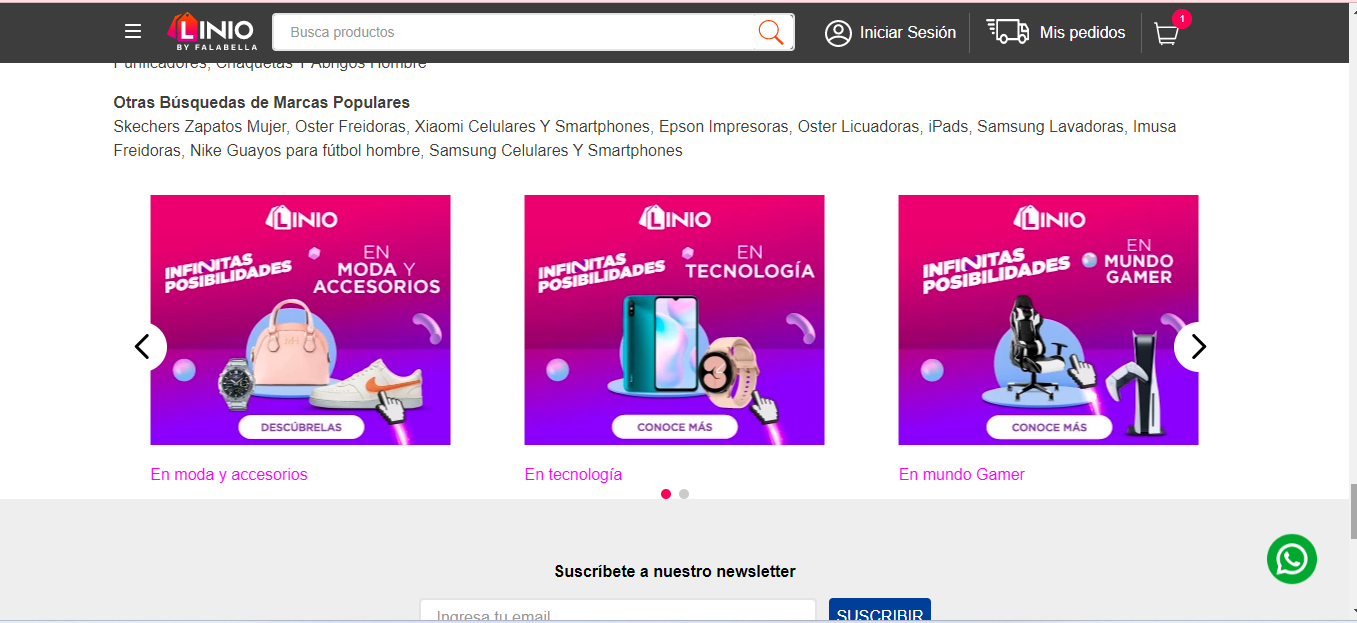 LINIO
BY FALABELLA
Busca productos
Iniciar Sesión
Mis pedidos
1
Purificadores, Chaquetas Y Abrigos Hombre
Otras Búsquedas de Marcas Populares
Skechers Zapatos Mujer, Oster Freidoras, Xiaomi Celulares Y Smartphones, Epson Impresoras, Oster Licuadoras, iPads, Samsung Lavadoras, Imusa
Freidoras, Nike Guayos para fútbol hombre, Samsung Celulares Y Smartphones
LINIO
INFINITAS
POSIBILIDADES
EN
MODA Y
ACCESORIOS
DESCÚBRELAS
En moda y accesorios
LINIO
INFINITAS
POSIBILIDADES
EN
TECNOLOGÍA
CONOCE MÁS
En tecnología
LINIO
INFINITAS
POSIBILIDADES
EN
MUNDO
GAMER
CONOCE MÁS
En mundo Gamer
Suscríbete a nuestro newsletter
Ingresa tu email
SUSCRIBIR